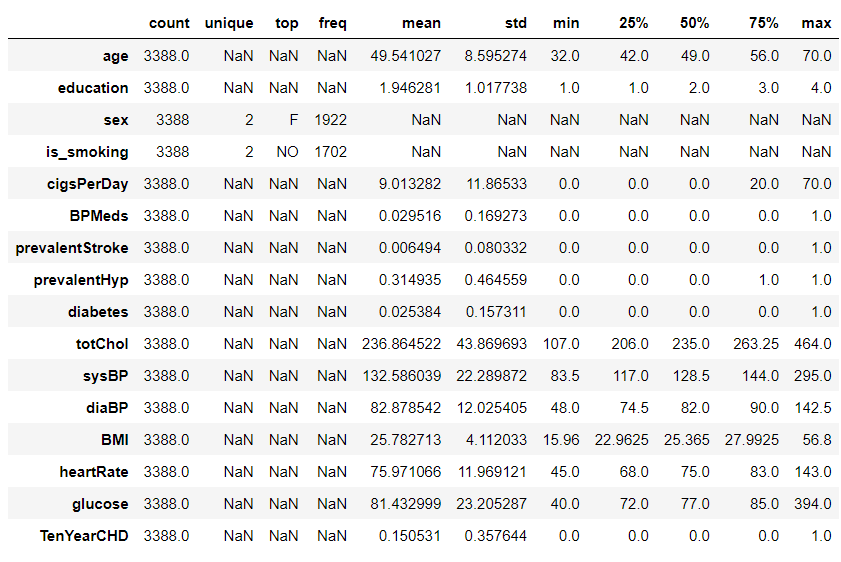 count unique top freq mean std min 25% 50% 75% max
age 3388.0 NaN NaN NaN 49.541027 8.595274 32.0 42.0 49.0 56.0 70.0
education 3388.0 NaN NaN NaN 1.946281 1.017738 1.0 1.0 2.0 3.0 4.0
sex 3388 2 F 1922 NaN NaN NaN NaN NaN NaN NaN
is_smoking 3388 2 NO 1702 NaN NaN NaN NaN NaN NaN NaN
cigsPerDay 3388.0 NaN NaN NaN 9.013282 11.86533 0.0 0.0 0.0 20.0 70.0
BPMeds 3388.0 NaN NaN NaN 0.029516 0.169273 0.0 0.0 0.0 0.0 1.0
prevalentStroke 3388.0 NaN NaN NaN 0.006494 0.080332 0.0 0.0 0.0 0.0 1.0
prevalentHyp 3388.0 NaN NaN NaN 0.314935 0.464559 0.0 0.0 0.0 1.0 1.0
diabetes 3388.0 NaN NaN NaN 0.025384 0.157311 0.0 0.0 0.0 0.0 1.0
totChol 3388.0 NaN NaN NaN 236.864522 43.869693 107.0 206.0 235.0 263.25 464.0
sysBP 3388.0 NaN NaN NaN 132.586039 22.289872 83.5 117.0 128.5 144.0 295.0
diaBP 3388.0 NaN NaN NaN 82.878542 12.025405 48.0 74.5 82.0 90.0 142.5
BMI 3388.0 NaN NaN NaN 25.782713 4.112033 15.96 22.9625 25.365 27.9925 56.8
heartRate 3388.0 NaN NaN NaN 75.971066 11.969121 45.0 68.0 75.0 83.0 143.0
glucose 3388.0 NaN NaN NaN 81.432999 23.205287 40.0 72.0 77.0 85.0 394.0
TenYearCHD 3388.0 NaN NaN NaN 0.150531 0.357644 0.0 0.0 0.0 0.0 1.0